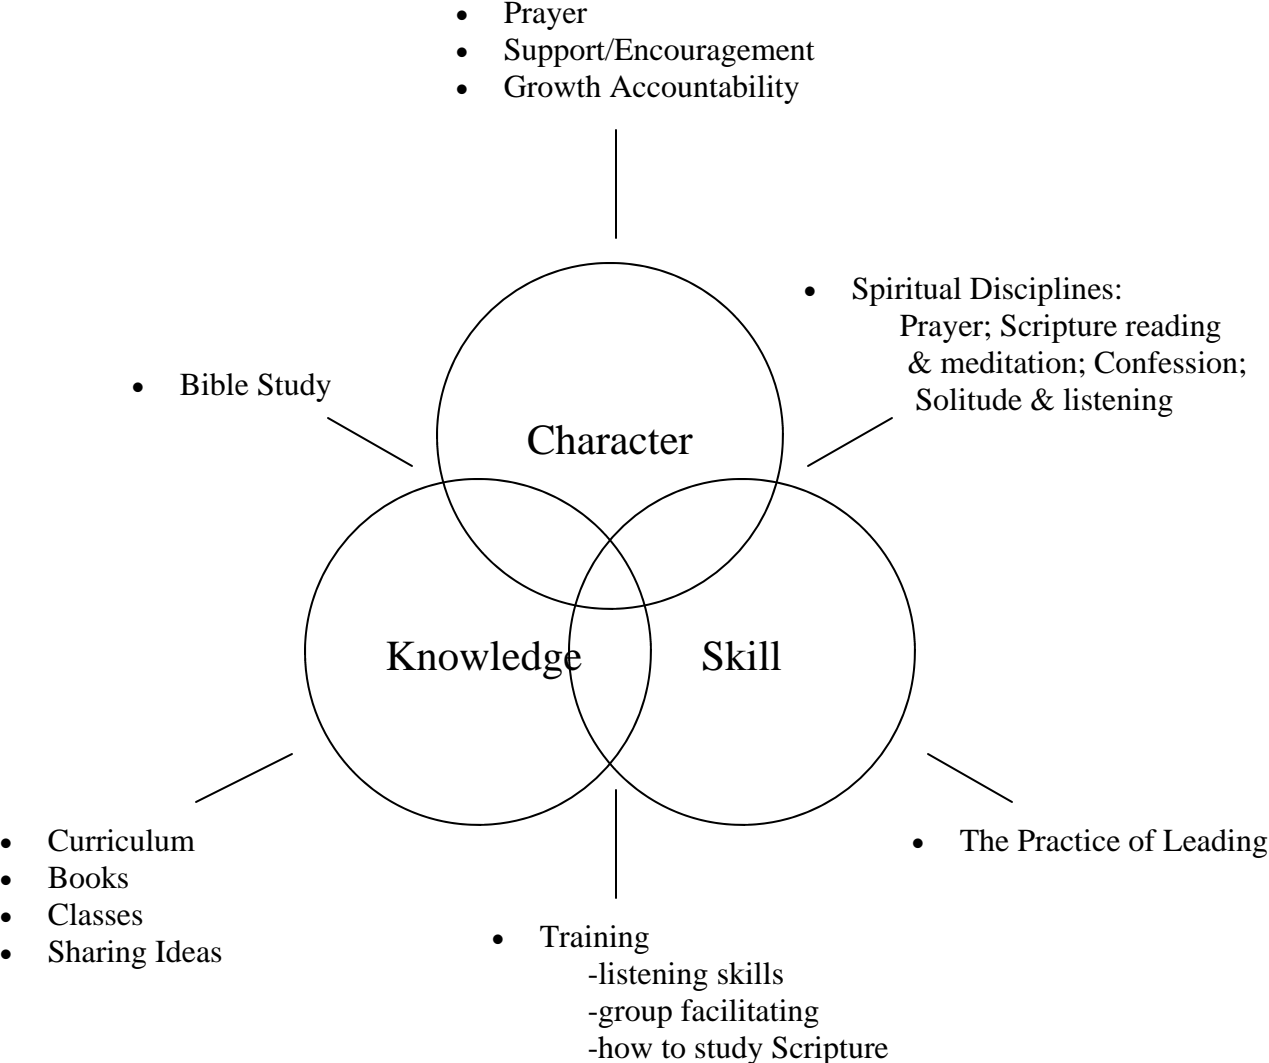 • Prayer
• Support/Encouragement
• Growth Accountability
• Spiritual Disciplines:
Prayer; Scripture reading
& meditation; Confession;
Solitude & listening
• Bible Study
Character
Knowledge
Skill
• Curriculum
• Books
• Classes
• Sharing Ideas
• The Practice of Leading
• Training
-listening skills
-group facilitating
-how to study Scripture